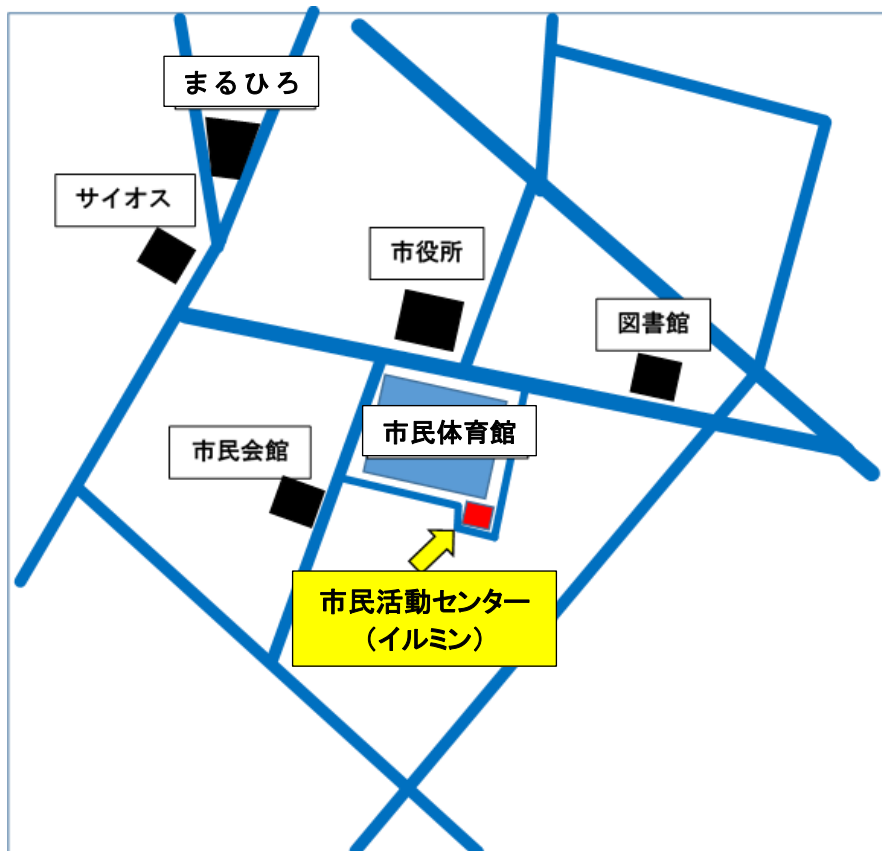 まるひろ
サイオス
市役所
図書館
市民体育館
市民会館
市民活動センター
（イルミン）